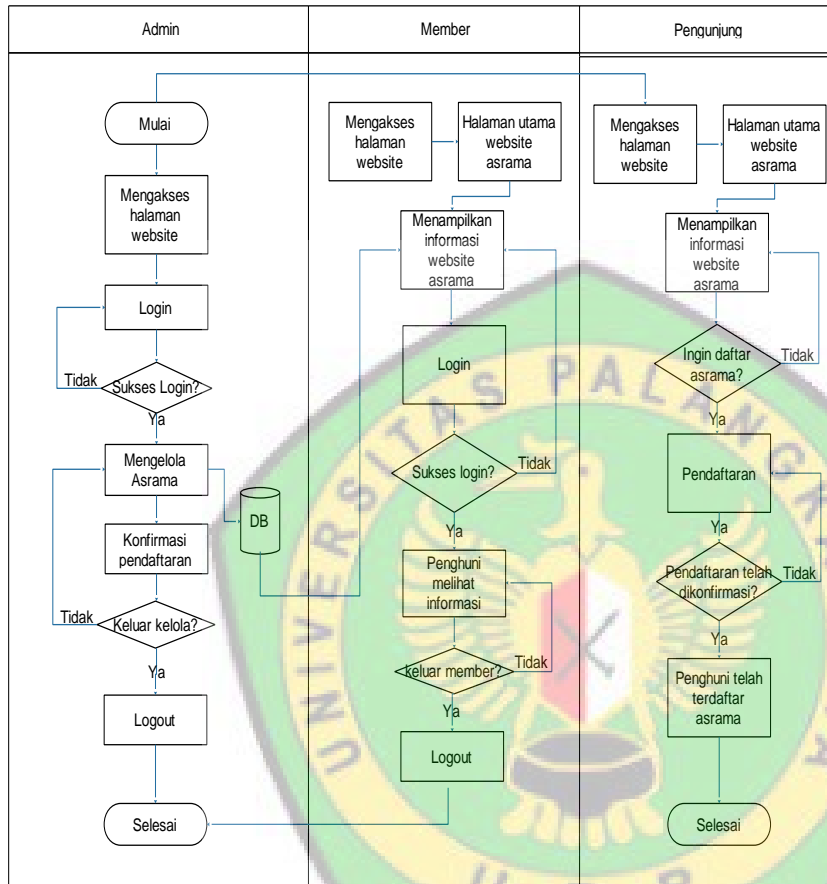 Admin
Member
Pengunjung
Mulai
Mengakses
halaman
website
Login
Tidak
Sukses Login?
Ya
Mengelola
Asrama
DB
Konfirmasi
pendaftaran
Tidak
Keluar kelola?
Ya
Logout
Selesai
Mengakses
halaman
website
Halaman utama
website
asrama
Menampilkan
informasi
website
asrama
Login
Sukses login?
Tidak
Ya
Penghuni
melihat
informasi
keluar member?
Tidak
Ya
Logout
Mengakses
halaman
website
Halaman utama
website
asrama
Menampilkan
informasi
website
asrama
Ingin daftar
asrama?
Tidak
Ya
Pendaftaran
Ya
Pendaftaran telah
dikonfirmasi?
Tidak
Ya
Penghuni telah
terdaftar
asrama
Selesai
UNIVERSITAS PALANGK